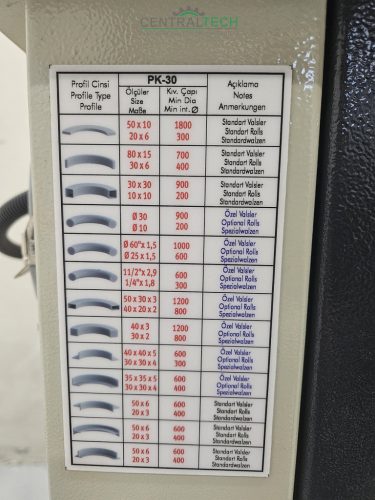 CENTRALTECH
PK-30
Profil Cinsi
Profile Type
Profile
Ölçüler
Size
Maße
Kıv. Çapı
Min Dia
Min int. Ø
Açıklama
Notes
Anmerkungen
50 x 10 1800 Standart Valsler
20 x 6 300 Standart Rolls
Standardwalzen
80 x 15 700 Standart Valsler
30 x 6 400 Standart Rolls
Standardwalzen
30 x 30 900 Standart Valsler
10 x 10 200 Standart Rolls
Standardwalzen
Ø 30 900 Özel Valsler
Ø 10 200 Optional Rolls
Spezialwalzen
Ø 60"x 1,5 1000 Özel Valsler
Ø 25 x 1,5 600 Optional Rolls
Spezialwalzen
11/2"x 2,9 600 Özel Valsler
1/4"x 1,8 300 Optional Rolls
Spezialwalzen
50 x 30 x 3 1200 Özel Valsler
40 x 20 x 2 800 Optional Rolls
Spezialwalzen
40 x 3 1200 Özel Valsler
30 x 2 800 Optional Rolls
Spezialwalzen
40 x 40 x 5 600 Özel Valsler
30 x 30 x 4 300 Optional Rolls
Spezialwalzen
35 x 35 x 5 600 Özel Valsler
30 x 30 x 4 400 Optional Rolls
Spezialwalzen
50 x 6 600 Standart Valsler
20 x 3 400 Standart Rolls
Standardwalzen
50 x 6 600 Standart Valsler
20 x 3 400 Standart Rolls
Standardwalzen
50 x 6 600 Standart Valsler
20 x 3 400 Standart Rolls
Standardwalzen